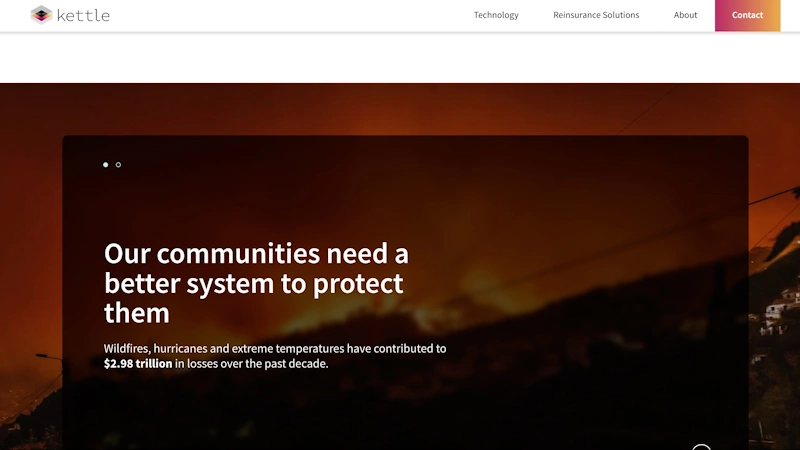 kettle
Technology
Reinsurance Solutions
About
Contact
Our communities need a
better system to protect
them
Wildfires, hurricanes and extreme temperatures have contributed to
$2.98 trillion in losses over the past decade.